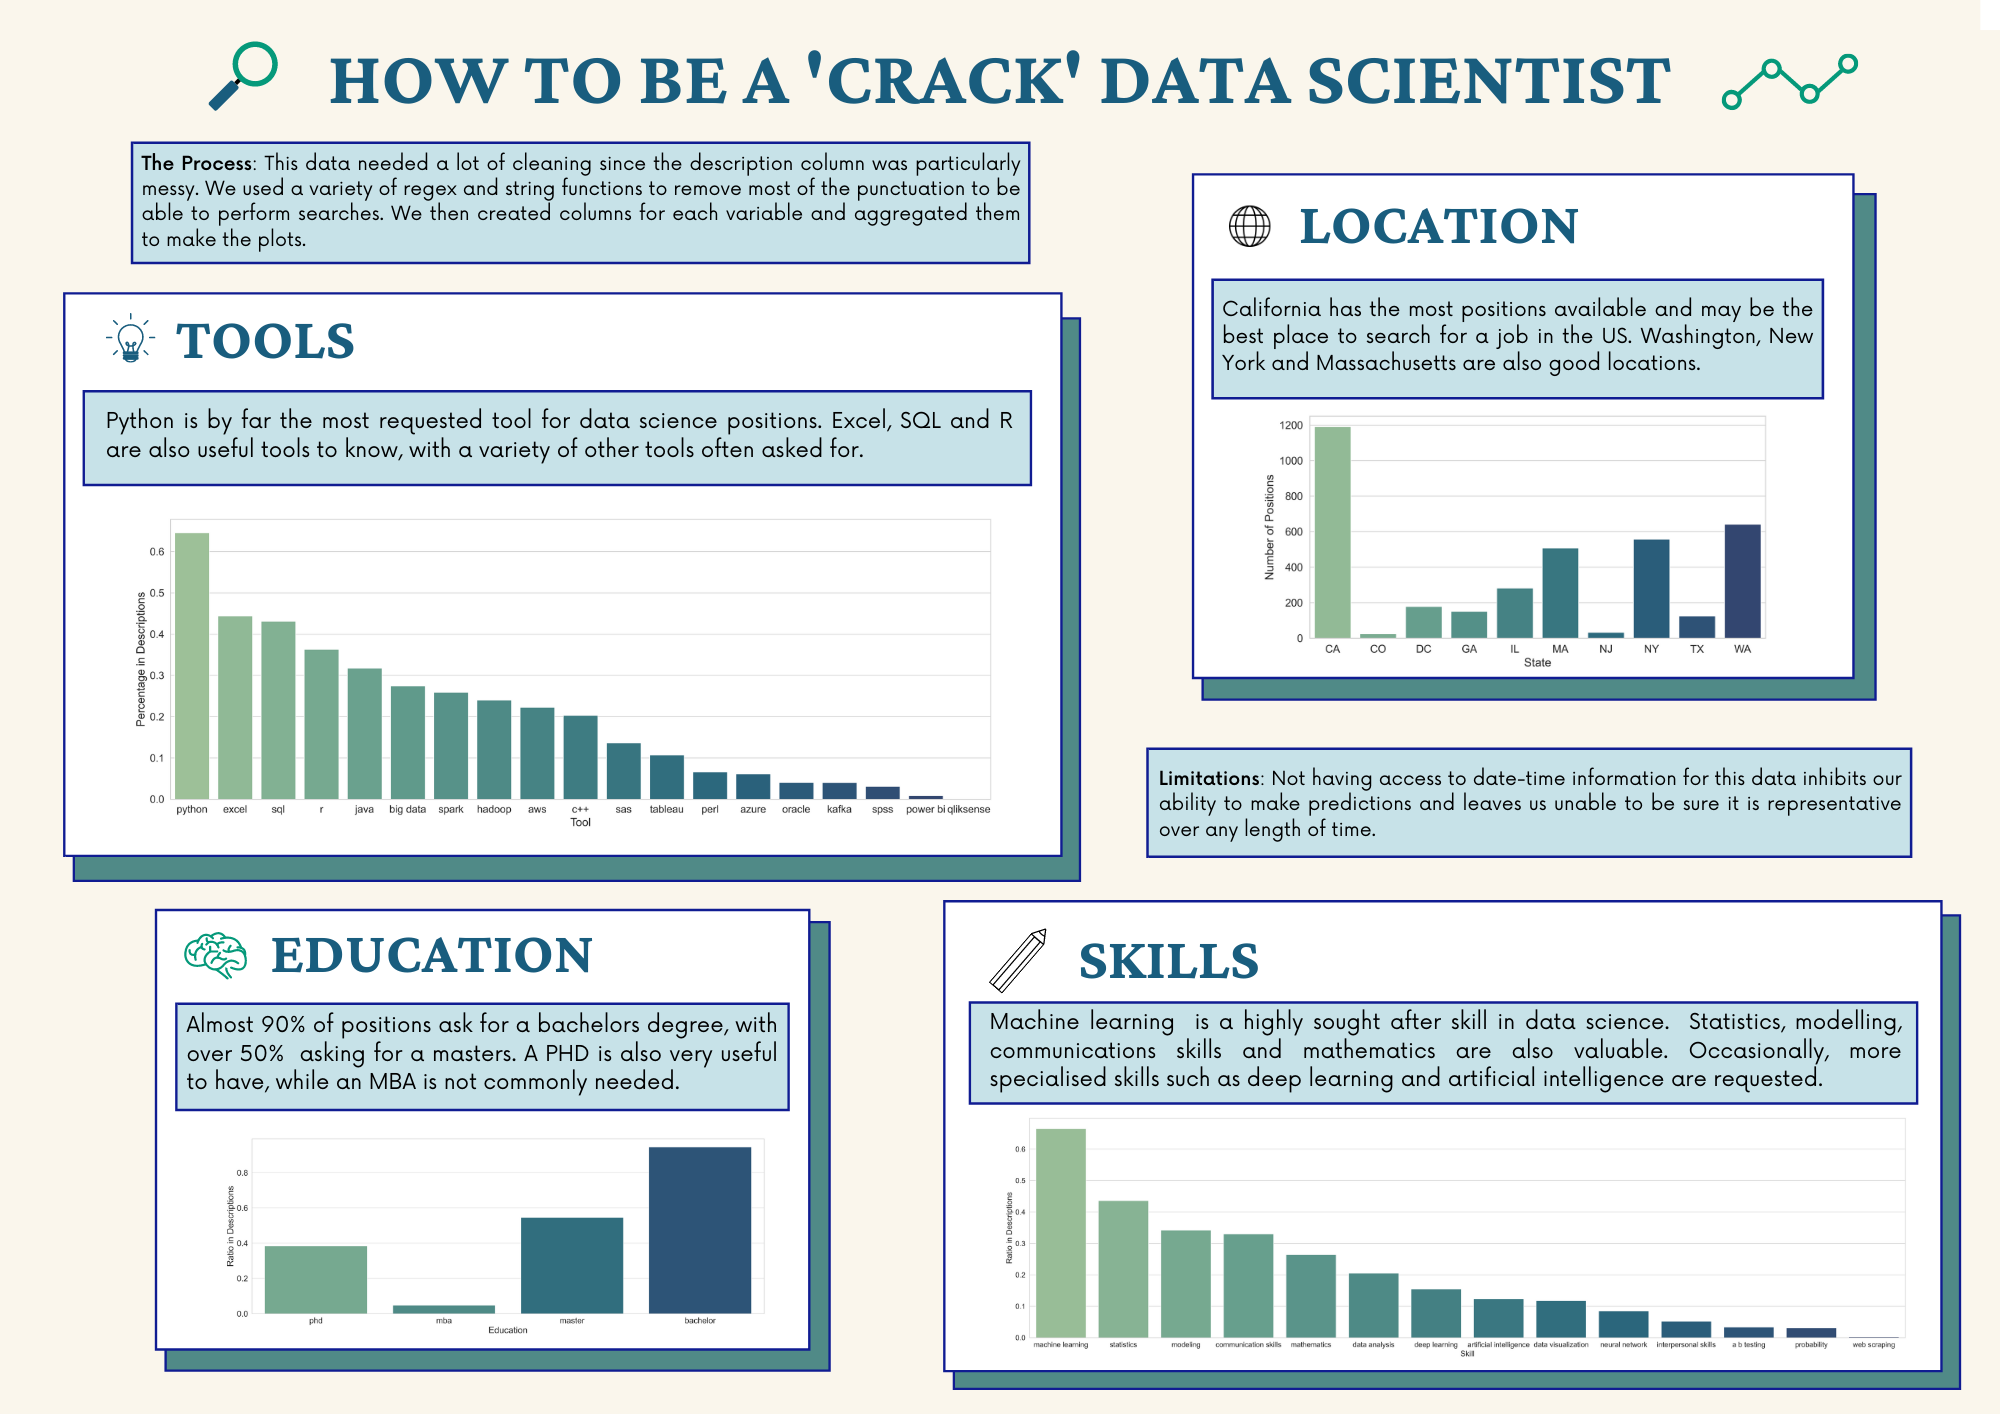 HOW TO BE A 'CRACK' DATA SCIENTIST
The Process: This data needed a lot of cleaning since the description column was particularly
messy. We used a variety of regex and string functions to remove most of the punctuation to be
able to perform searches. We then created columns for each variable and aggregated them
to make the plots.
TOOLS
Python is by far the most requested tool for data science positions. Excel, SQL and R
are also useful tools to know, with a variety of other tools often asked for.
Percentage in Descriptions
0.6
0.5
0.4
0.3
0.2
0.1
0.0
python excel sql r java big data spark hadoop aws c++ sas tableau perl azure oracle kafka spss power bi qliksense
Tool
LOCATION
California has the most positions available and may be the
best place to search for a job in the US. Washington, New
York and Massachusetts are also good locations.
Number of Positions
1200
1000
800
600
400
200
0
CA CO DC GA IL MA NJ NY TX WA
State
Limitations: Not having access to date-time information for this data inhibits our
ability to make predictions and leaves us unable to be sure it is representative
over any length of time.
EDUCATION
Almost 90% of positions ask for a bachelors degree, with
over 50% asking for a masters. A PHD is also very useful
to have, while an MBA is not commonly needed.
Ratio in Descriptions
0.8
0.6
0.4
0.2
0.0
phd mba master bachelor
Education
SKILLS
Machine learning is a highly sought after skill in data science. Statistics, modelling,
communications skills and mathematics are also valuable. Occasionally, more
specialised skills such as deep learning and artificial intelligence are requested.
Ratio in Descriptions
0.6
0.5
0.4
0.3
0.2
0.1
0.0
machine learning statistics modeling communication skills mathematics data analysis deep learning artificial intelligence data visualization neural network interpersonal skills a b testing probability web scraping
Skill